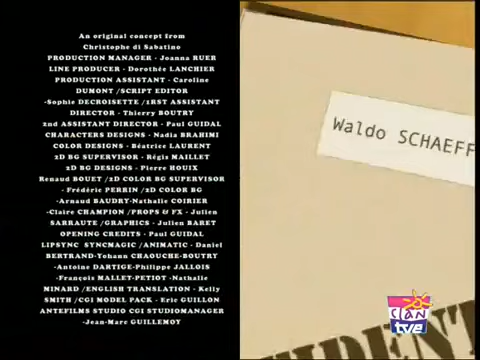 An original concept from
Christophe di Sabatino
PRODUCTION MANAGER - Joanna RUER
LINE PRODUCER - Dorothée LANCHIER
PRODUCTION ASSISTANT - Caroline
DUMONT /SCRIPT EDITOR
-Sophie DECROISETTE /1RST ASSISTANT
DIRECTOR - Thierry BOUTRY
2nd ASSISTANT DIRECTOR - Paul GUIDAL
CHARACTERS DESIGNS - Nadia BRAHIMI
COLOR DESIGNS - Béatrice LAURENT
2D BG SUPERVISOR - Régis MAILLET
2D BG DESIGNS - Pierre HOUIX
Renaud BOUET /2D COLOR BG SUPERVISOR
- Frédéric PERRIN /2D COLOR BG
-Arnaud BAUDRY-Nathalie COIRIER
-Claire CHAMPION /PROPS & FX - Julien
SARRAUTE /GRAPHICS - Julien BARET
OPENING CREDITS - Paul GUIDAL
LIPSYNC SYNCMAGIC /ANIMATIC - Daniel
BERTRAND-Yohann CHAOUCHE-BOUTRY
-Antoine DARTIGE-Philippe JALLOIS
-François MALLET-PETIOT -Nathalie
MINARD /ENGLISH TRANSLATION - Kelly
SMITH /CGI MODEL PACK - Eric GUILLON
ANTEFILMS STUDIO CGI STUDIOMANAGER
-Jean-Marc GUILLEMOY
Waldo SCHAEFF
IDENT
clan
tve